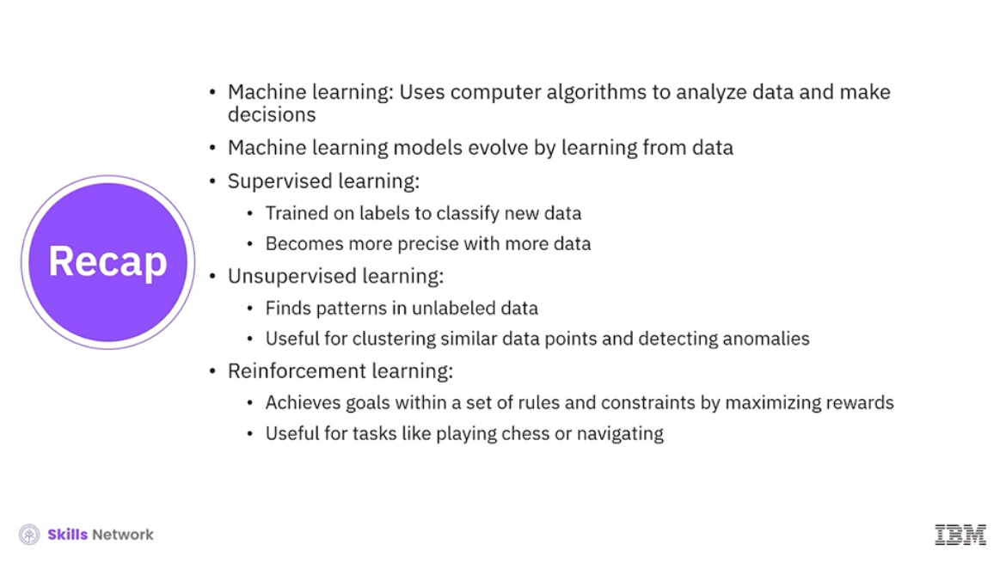 • Machine learning: Uses computer algorithms to analyze data and make
decisions
• Machine learning models evolve by learning from data
• Supervised learning:
• Trained on labels to classify new data
• Becomes more precise with more data
Recap
• Unsupervised learning:
• Finds patterns in unlabeled data
• Useful for clustering similar data points and detecting anomalies
• Reinforcement learning:
• Achieves goals within a set of rules and constraints by maximizing rewards
• Useful for tasks like playing chess or navigating
Skills Network
IBM